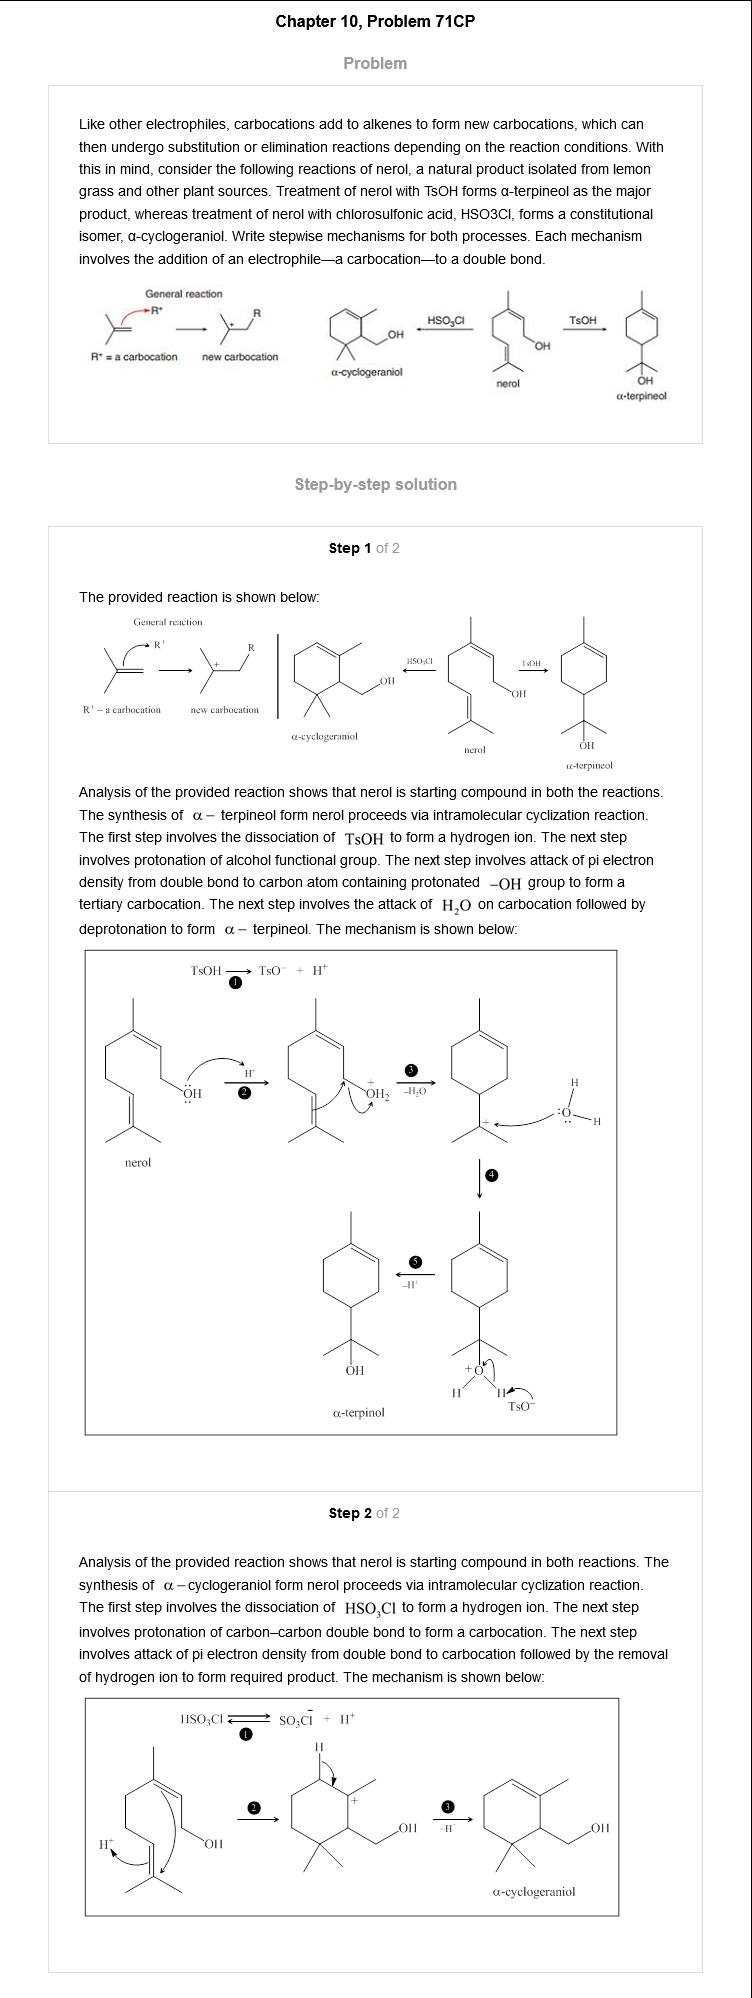 Chapter 10, Problem 71CP
Problem
Like other electrophiles, carbocations add to alkenes to form new carbocations, which can
then undergo substitution or elimination reactions depending on the reaction conditions. With
this in mind, consider the following reactions of nerol, a natural product isolated from lemon
grass and other plant sources. Treatment of nerol with TsOH forms α-terpineol as the major
product, whereas treatment of nerol with chlorosulfonic acid, HSO3Cl, forms a constitutional
isomer, α-cyclogeraniol. Write stepwise mechanisms for both processes. Each mechanism
involves the addition of an electrophile—a carbocation—to a double bond.
General reaction
R⁺
R
+
R⁺ = a carbocation
new carbocation
OH
α-cyclogeraniol
HSO₃Cl
OH
nerol
TsOH
OH
α-terpineol
Step-by-step solution
Step 1 of 2
The provided reaction is shown below:
General reaction
R⁺
R
+
R⁺ = a carbocation
new carbocation
OH
α-cyclogeraniol
HSO₃Cl
OH
nerol
TsOH
OH
α-terpineol
Analysis of the provided reaction shows that nerol is starting compound in both the reactions.
The synthesis of α − terpineol form nerol proceeds via intramolecular cyclization reaction.
The first step involves the dissociation of TsOH to form a hydrogen ion. The next step
involves protonation of alcohol functional group. The next step involves attack of pi electron
density from double bond to carbon atom containing protonated −OH group to form a
tertiary carbocation. The next step involves the attack of H₂O on carbocation followed by
deprotonation to form α − terpineol. The mechanism is shown below:
TsOH ⟶ TsO⁻ + H⁺
1
ÖH
nerol
H⁺
2
+
OH₂
3
−H₂O
+
H
:O
H
4
5
−H⁺
OH
α-terpinol
+O
H
H
TsO⁻
Step 2 of 2
Analysis of the provided reaction shows that nerol is starting compound in both reactions. The
synthesis of α − cyclogeraniol form nerol proceeds via intramolecular cyclization reaction.
The first step involves the dissociation of HSO₃Cl to form a hydrogen ion. The next step
involves protonation of carbon–carbon double bond to form a carbocation. The next step
involves attack of pi electron density from double bond to carbocation followed by the removal
of hydrogen ion to form required product. The mechanism is shown below:
HSO₃Cl ⇌ SO₃Cl⁻ + H⁺
1
H⁺
OH
2
H
+
OH
3
−H⁺
OH
α-cyclogeraniol